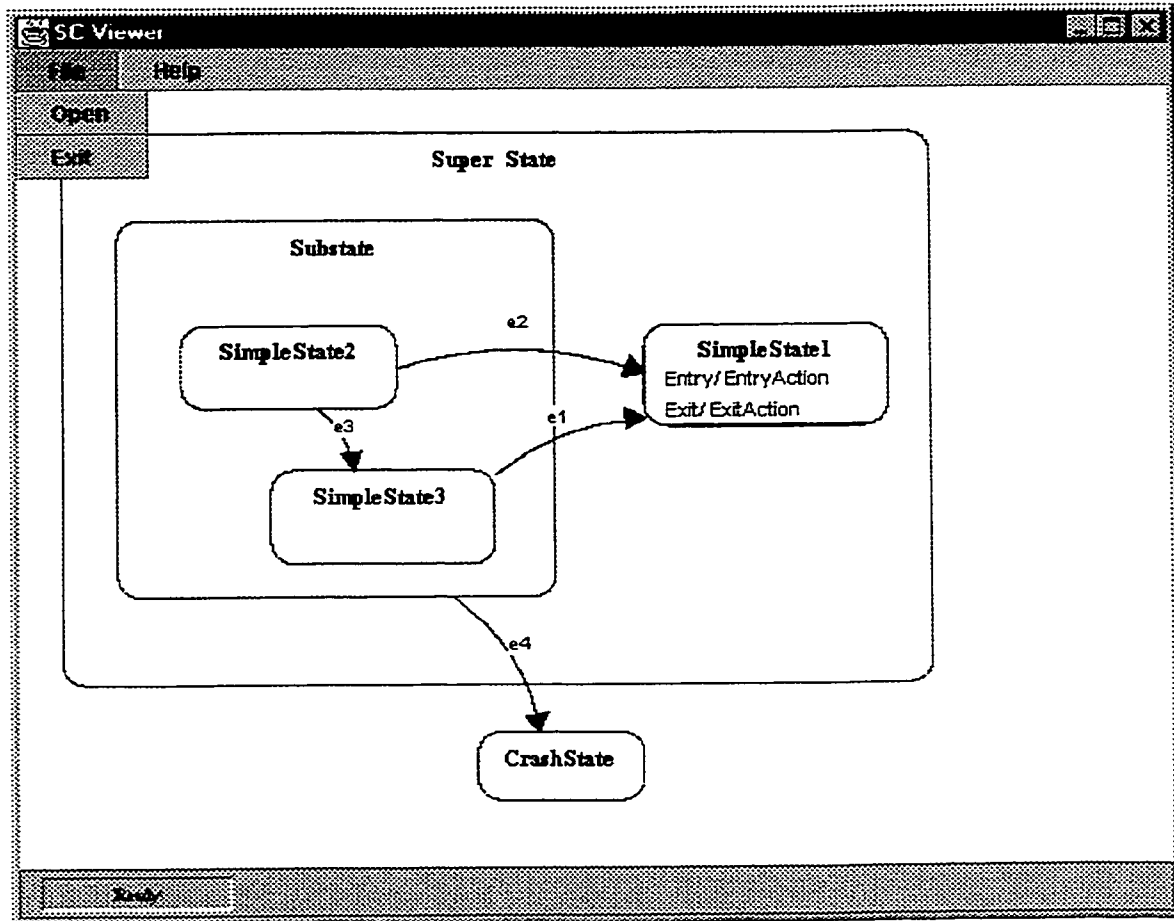 SC Viewer
File Help
Open
Exit
Super State
Substate
SimpleState2
e2
SimpleState1
Entry/ EntryAction
Exit/ ExitAction
e3
e1
SimpleState3
e4
CrashState
Ready